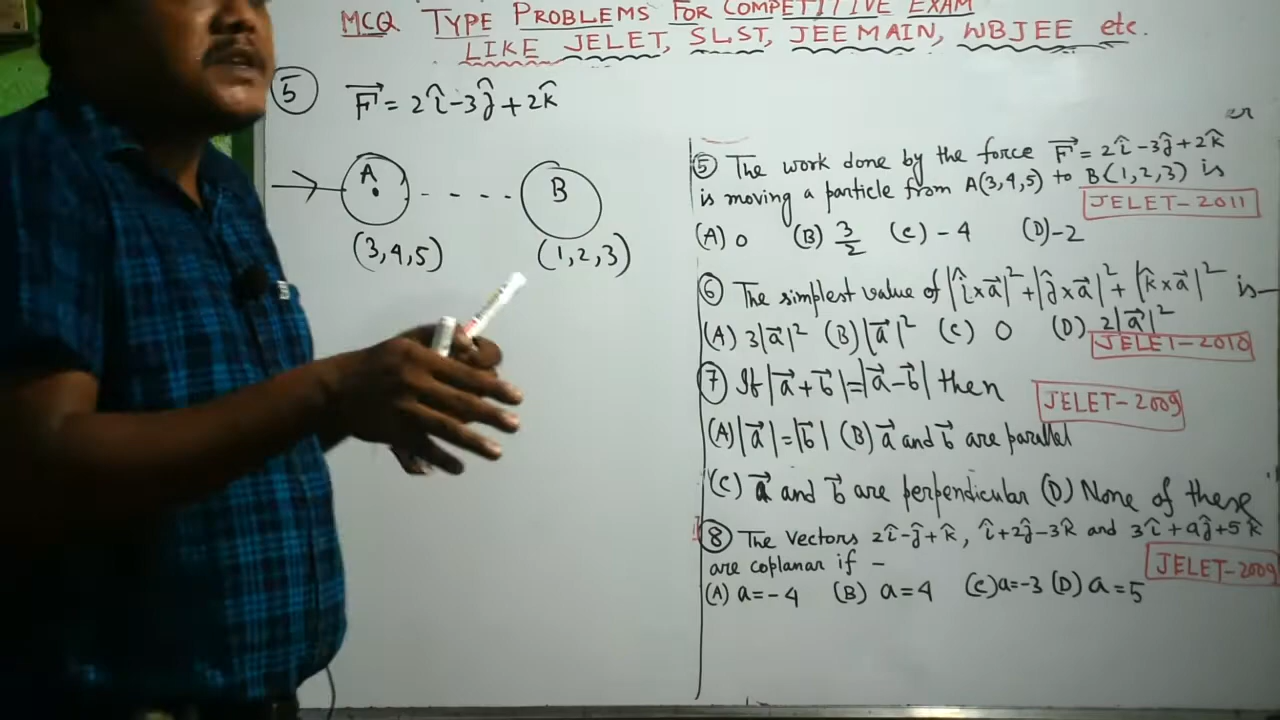 MCQ TYPE PROBLEMS FOR COMPETITIVE EXAM
LIKE JELET, SLST, JEE MAIN, WBJEE etc.
⑤ F⃗ = 2î-3ĵ+2k̂
A
B
(3,4,5)
(1,2,3)
⑤ The work done by the force F⃗ = 2î-3ĵ+2k̂
is moving a particle from A(3,4,5) to B(1,2,3) is
JELET-2011
(A) 0 (B) 3/2 (C) -4 (D) -2
⑥ The simplest value of |î×a⃗|²+|ĵ×a⃗|²+|k̂×a⃗|² is—
(A) 3|a⃗|² (B) |a⃗|² (C) 0 (D) 2|a⃗|²
JELET-2010
⑦ If |a⃗+b⃗|=|a⃗-b⃗| then
JELET-2009
(A) |a⃗|=|b⃗| (B) a⃗ and b⃗ are parallel
(C) a⃗ and b⃗ are perpendicular (D) None of these
⑧ The vectors 2î-ĵ+k̂, î+2ĵ-3k̂ and 3î+aĵ+5k̂
are coplanar if —
JELET-2009
(A) a=-4 (B) a=4 (C) a=-3 (D) a=5